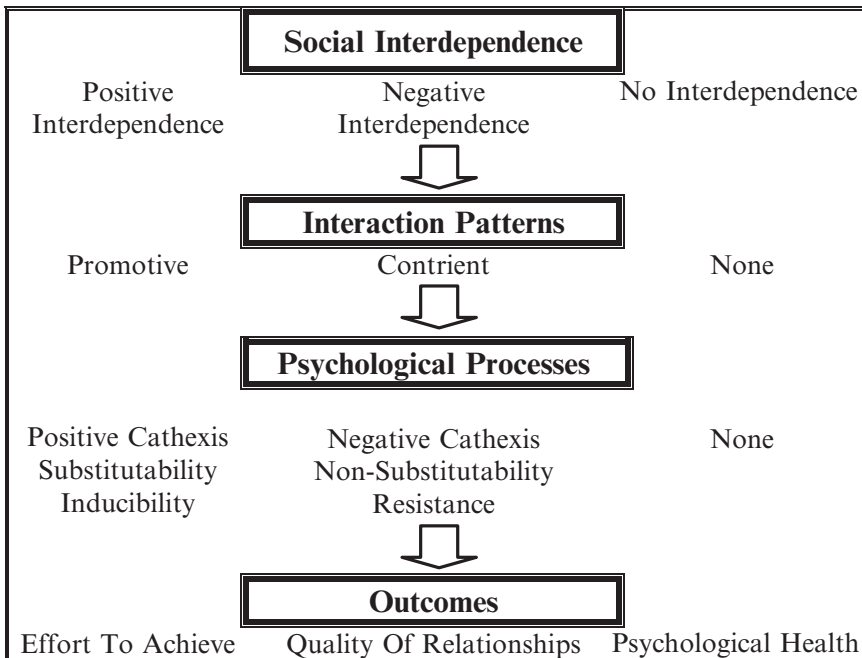 Social Interdependence
Positive Negative No Interdependence
Interdependence Interdependence
Interaction Patterns
Promotive Contrient None
Psychological Processes
Positive Cathexis Negative Cathexis None
Substitutability Non-Substitutability
Inducibility Resistance
Outcomes
Effort To Achieve Quality Of Relationships Psychological Health